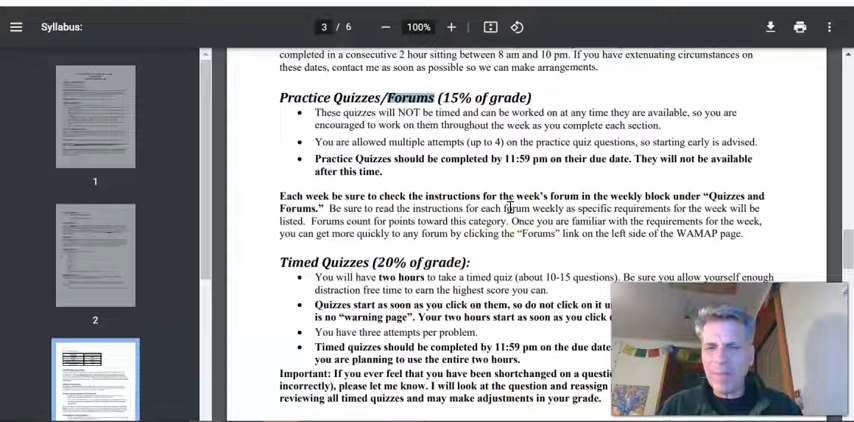 Syllabus:
3 / 6
100%
completed in a consecutive 2 hour sitting between 8 am and 10 pm. If you have extenuating circumstances on
these dates, contact me as soon as possible so we can make arrangements.
Practice Quizzes/Forums (15% of grade)
• These quizzes will NOT be timed and can be worked on at any time they are available, so you are
encouraged to work on them throughout the week as you complete each section.
• You are allowed multiple attempts (up to 4) on the practice quiz questions, so starting early is advised.
• Practice Quizzes should be completed by 11:59 pm on their due date. They will not be available
after this time.
Each week be sure to check the instructions for the week's forum in the weekly block under “Quizzes and
Forums.” Be sure to read the instructions for each forum weekly as specific requirements for the week will be
listed. Forums count for points toward this category. Once you are familiar with the requirements for the week,
you can get more quickly to any forum by clicking the “Forums” link on the left side of the WAMAP page.
Timed Quizzes (20% of grade):
• You will have two hours to take a timed quiz (about 10-15 questions). Be sure you allow yourself enough
distraction free time to earn the highest score you can.
• Quizzes start as soon as you click on them, so do not click on it
is no “warning page”. Your two hours start as soon as you click
• You have three attempts per problem.
• Timed quizzes should be completed by 11:59 pm on the due date.
you are planning to use the entire two hours.
Important: If you ever feel that you have been shortchanged on a
incorrectly), please let me know. I will look at the question and reassign
reviewing all timed quizzes and may make adjustments in your grade.
1
2